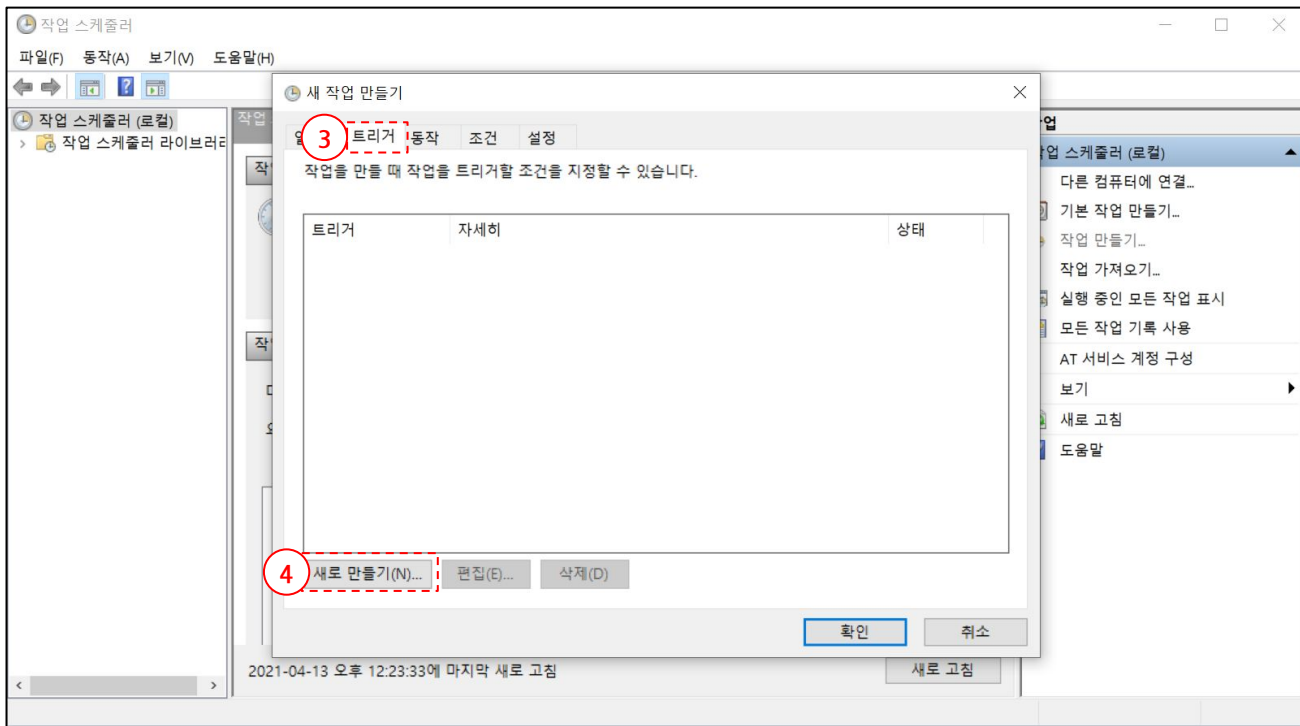 작업 스케줄러
파일(F) 동작(A) 보기(V) 도움말(H)
작업 스케줄러 (로컬)
작업 스케줄러 라이브러리
새 작업 만들기
3 트리거 동작 조건 설정
작업을 만들 때 작업을 트리거할 조건을 지정할 수 있습니다.
트리거 자세히 상태
4 새로 만들기(N)... 편집(E)... 삭제(D)
확인 취소
2021-04-13 오후 12:23:33에 마지막 새로 고침 새로 고침
업 스케줄러 (로컬)
다른 컴퓨터에 연결...
기본 작업 만들기...
작업 만들기...
작업 가져오기...
실행 중인 모든 작업 표시
모든 작업 기록 사용
AT 서비스 계정 구성
보기
새로 고침
도움말